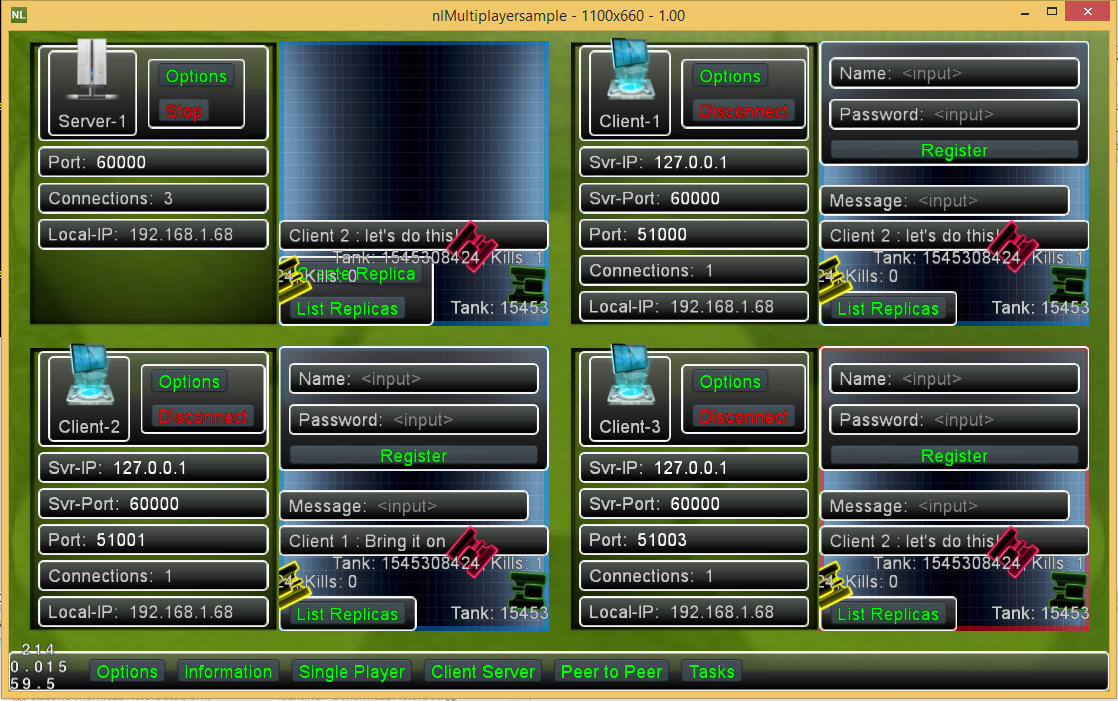 NL
nlMultiplayersample - 1100x660 - 1.00
Server-1
Options
Stop
Port: 60000
Connections: 3
Local-IP: 192.168.1.68
Client 2 : let's do this!
Tank: 1545308424, Kills: 1
24, Kills: 0
Replica
List Replicas
Tank: 15453
Client-1
Options
Disconnect
Svr-IP: 127.0.0.1
Svr-Port: 60000
Port: 51000
Connections: 1
Local-IP: 192.168.1.68
Name: <input>
Password: <input>
Register
Message: <input>
Client 2 : let's do this!
Tank: 1545308424, Kills: 1
24, Kills: 0
List Replicas
Tank: 15453
Client-2
Options
Disconnect
Svr-IP: 127.0.0.1
Svr-Port: 60000
Port: 51001
Connections: 1
Local-IP: 192.168.1.68
Name: <input>
Password: <input>
Register
Message: <input>
Client 1 : Bring it on
Tank: 1545308424, Kills: 1
24, Kills: 0
List Replicas
Tank: 15453
Client-3
Options
Disconnect
Svr-IP: 127.0.0.1
Svr-Port: 60000
Port: 51003
Connections: 1
Local-IP: 192.168.1.68
Name: <input>
Password: <input>
Register
Message: <input>
Client 2 : let's do this!
Tank: 1545308424, Kills: 1
24, Kills: 0
List Replicas
Tank: 15453
214
0.015
59.5
Options
Information
Single Player
Client Server
Peer to Peer
Tasks